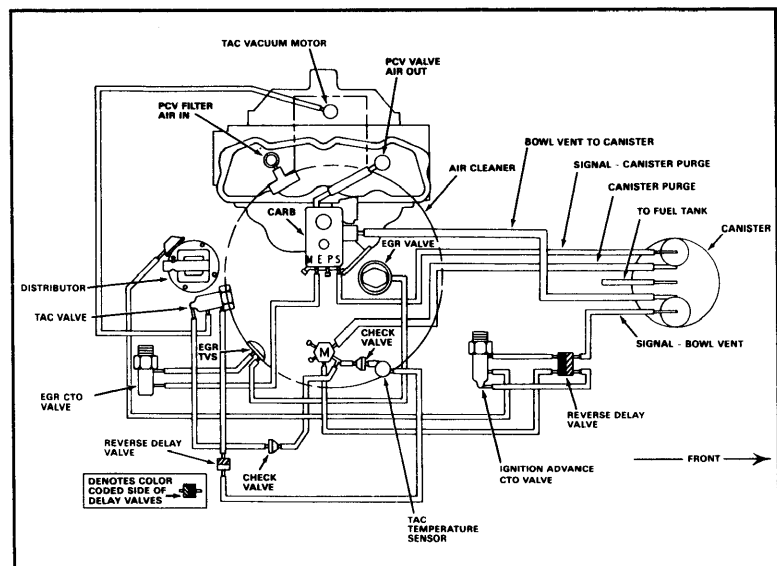 TAC VACUUM MOTOR
PCV VALVE
AIR OUT
PCV FILTER
AIR IN
BOWL VENT TO CANISTER
SIGNAL - CANISTER PURGE
AIR CLEANER
CANISTER PURGE
CARB
TO FUEL TANK
EGR VALVE
CANISTER
M E P S
DISTRIBUTOR
TAC VALVE
EGR
TVS
CHECK
VALVE
M
SIGNAL - BOWL VENT
EGR CTO
VALVE
REVERSE DELAY
VALVE
REVERSE DELAY
VALVE
CHECK
VALVE
IGNITION ADVANCE
CTO VALVE
FRONT
DENOTES COLOR
CODED SIDE OF
DELAY VALVES
TAC
TEMPERATURE
SENSOR